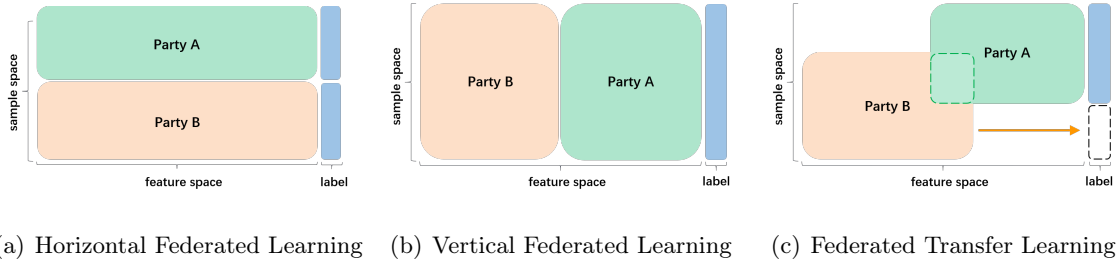 Party A
Party B
sample space
feature space
label
Party B
Party A
sample space
feature space
label
Party A
Party B
sample space
feature space
label
a) Horizontal Federated Learning
(b) Vertical Federated Learning
(c) Federated Transfer Learning